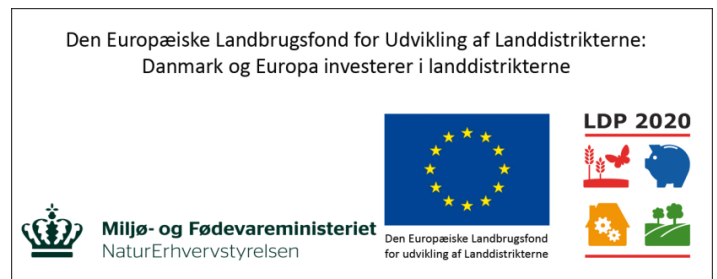 Den Europæiske Landbrugsfond for Udvikling af Landdistrikterne:
Danmark og Europa investerer i landdistrikterne
LDP 2020
Miljø- og Fødevareministeriet
NaturErhvervstyrelsen
Den Europæiske Landbrugsfond
for udvikling af Landdistrikterne